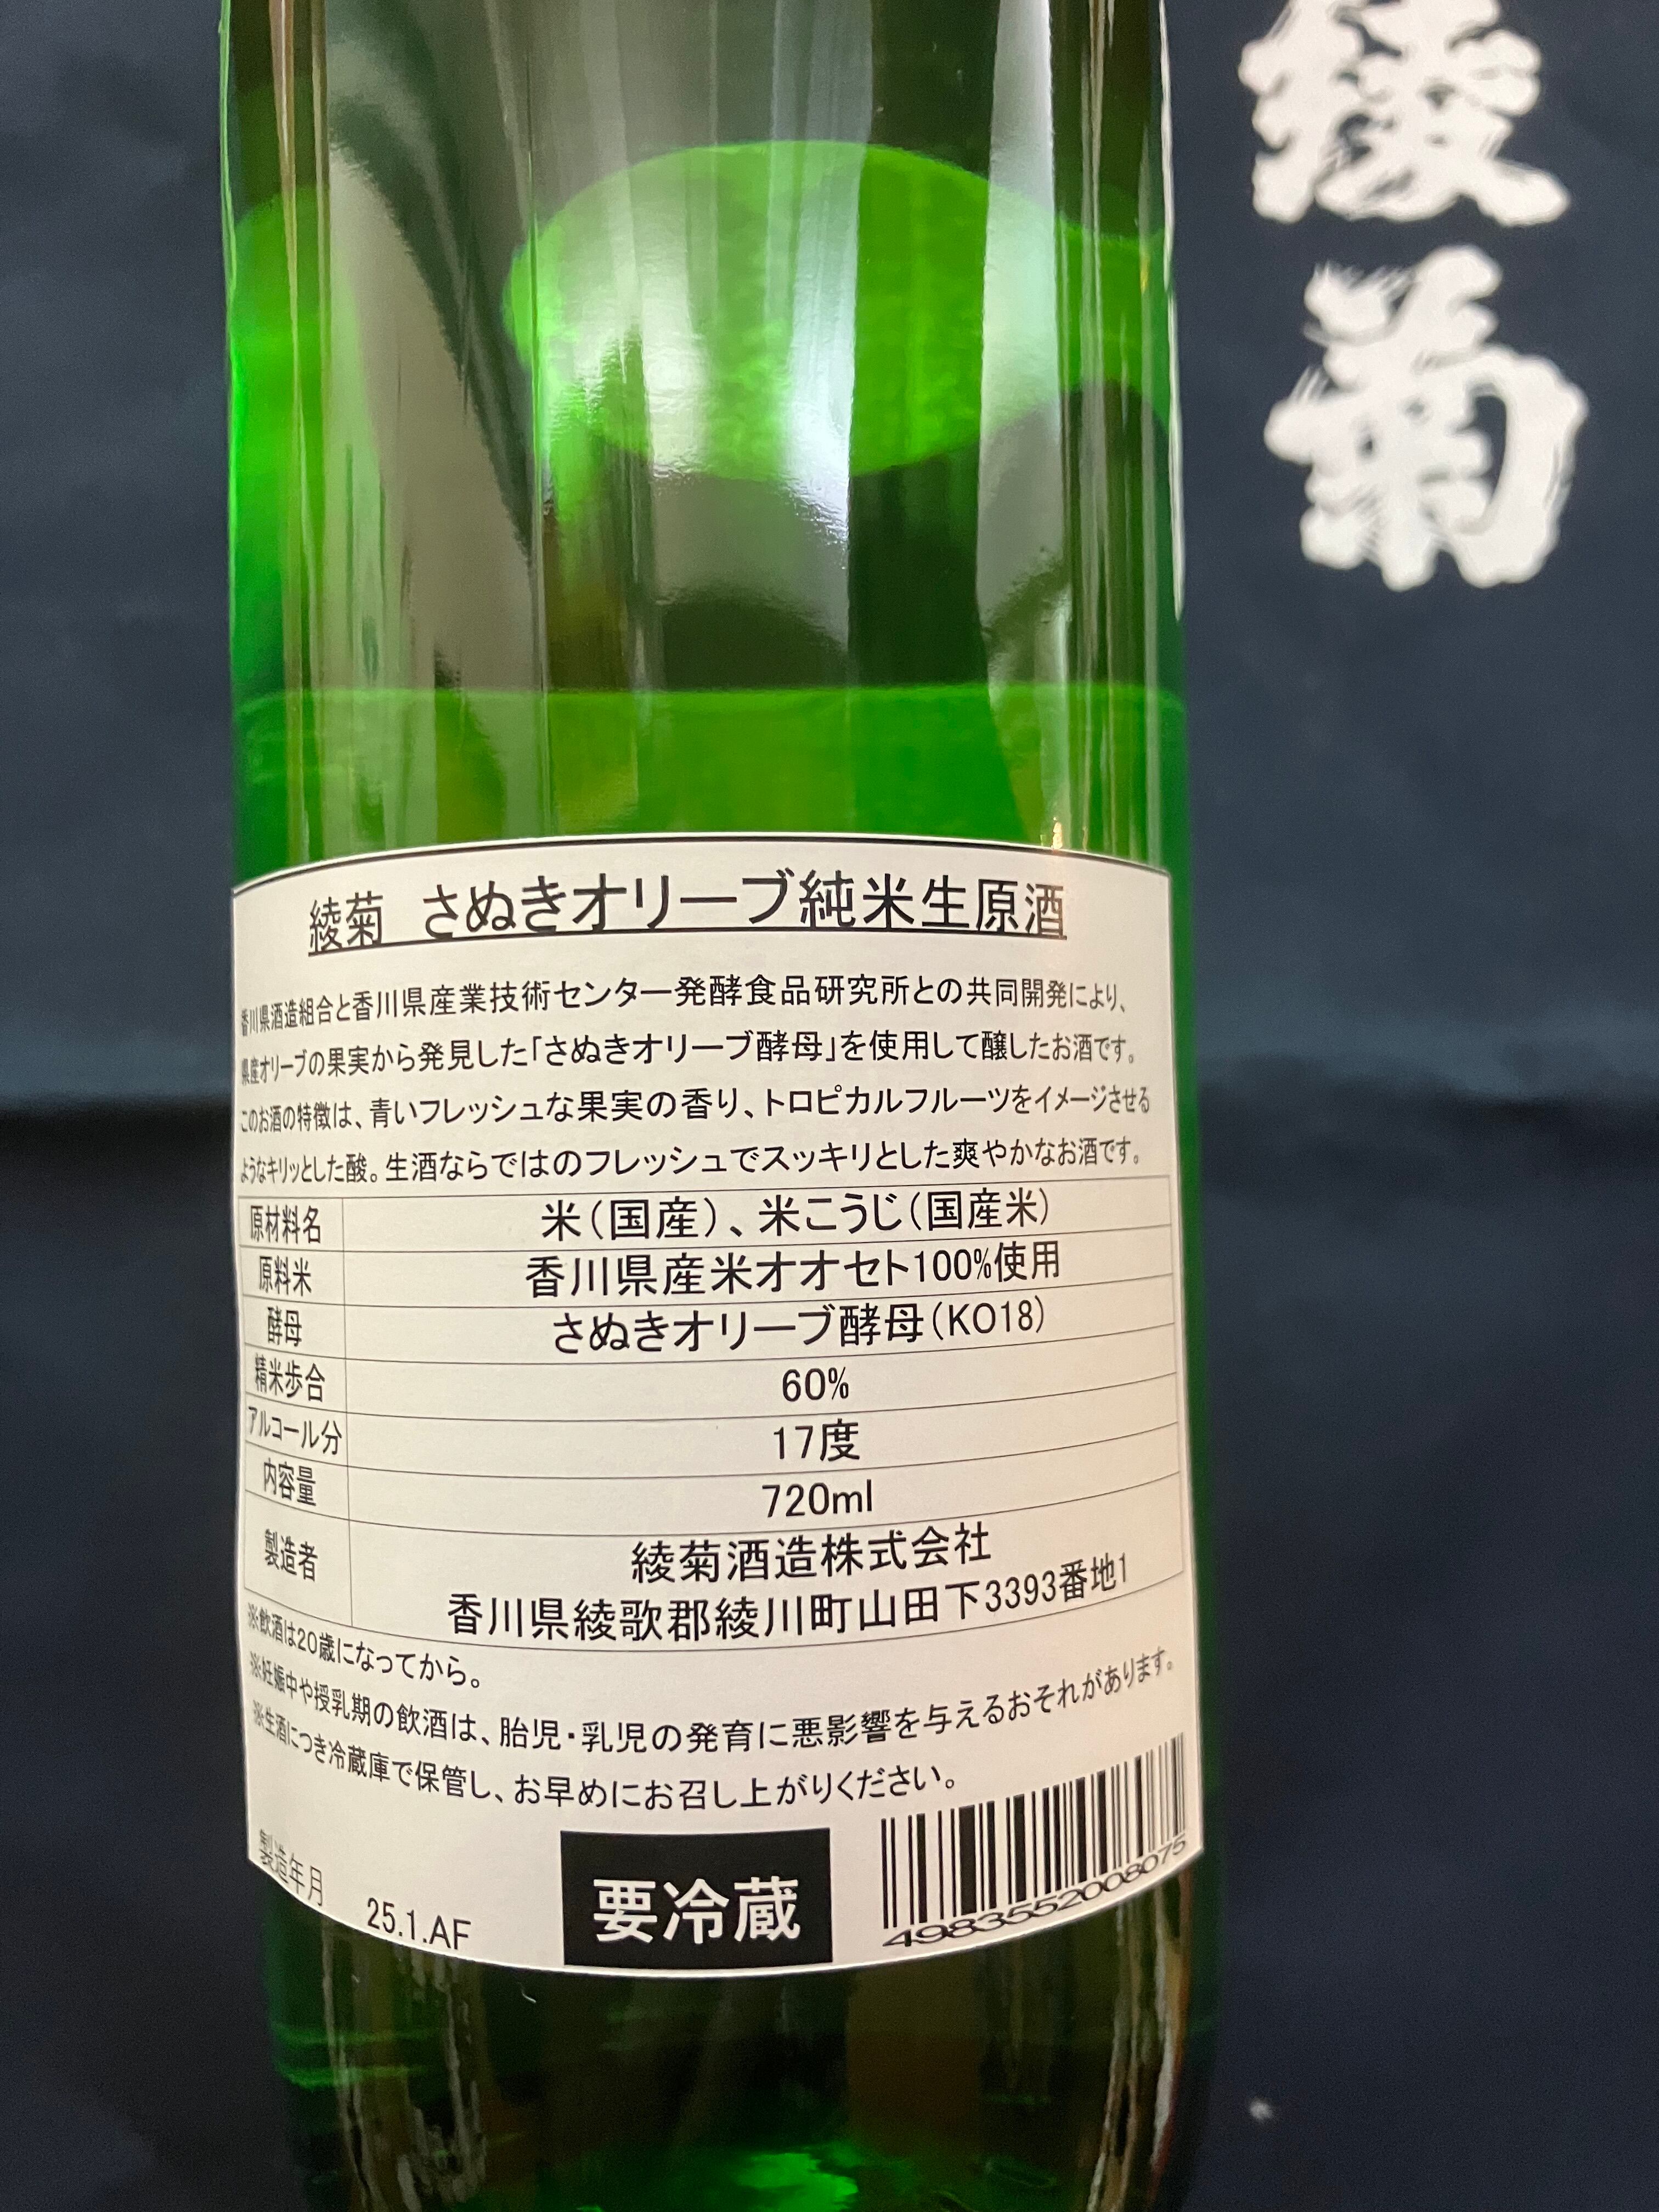 綾菊
綾菊 さぬきオリーブ純米生原酒
香川県酒造組合と香川県産業技術センター発酵食品研究所との共同開発により、
県産オリーブの果実から発見した「さぬきオリーブ酵母」を使用して醸したお酒です。
このお酒の特徴は、青いフレッシュな果実の香り、トロピカルフルーツをイメージさせる
ようなキリッとした酸。生酒ならではのフレッシュでスッキリとした爽やかなお酒です。
原材料名 米(国産)、米こうじ(国産米)
原料米 香川県産米オオセト100%使用
酵母 さぬきオリーブ酵母(KO18)
精米歩合 60%
アルコール分 17度
内容量 720ml
製造者 綾菊酒造株式会社
香川県綾歌郡綾川町山田下3393番地1
※飲酒は20歳になってから。
※妊娠中や授乳期の飲酒は、胎児・乳児の発育に悪影響を与えるおそれがあります。
※生酒につき冷蔵庫で保管し、お早めにお召し上がりください。
製造年月 25.1.AF
要冷蔵
4983552008075